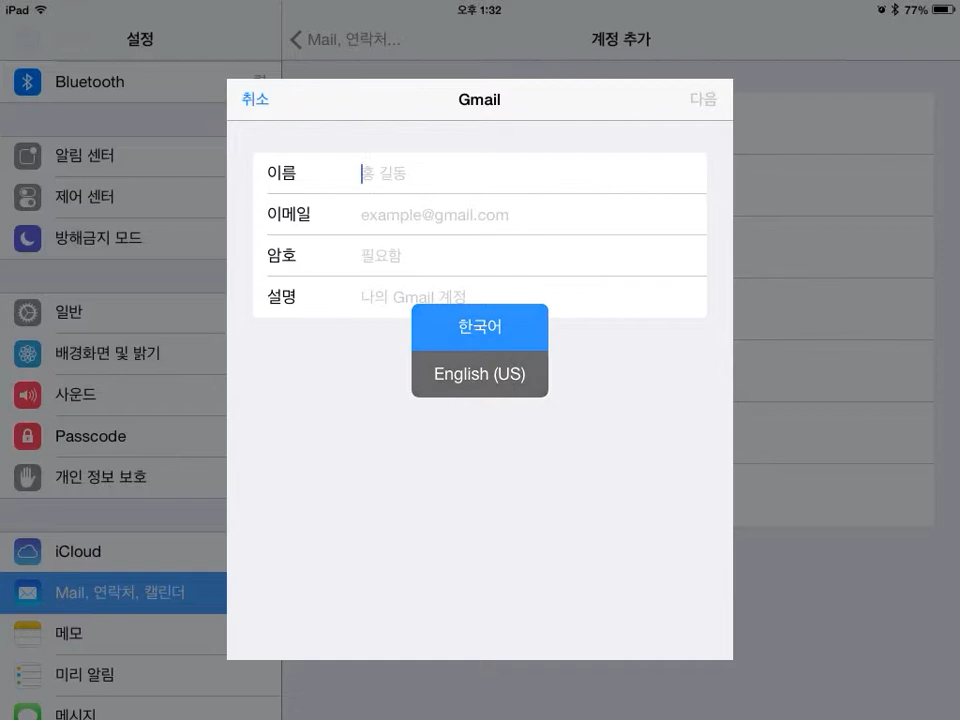 iPad 오후 1:32 77%
설정
Mail, 연락처... 계정 추가
Bluetooth
알림 센터
제어 센터
방해금지 모드
일반
배경화면 및 밝기
사운드
Passcode
개인 정보 보호
iCloud
Mail, 연락처, 캘린더
메모
미리 알림
메시지
취소 Gmail 다음
이름 홍 길동
이메일 example@gmail.com
암호 필요함
설명 나의 Gmail 계정
한국어
English (US)